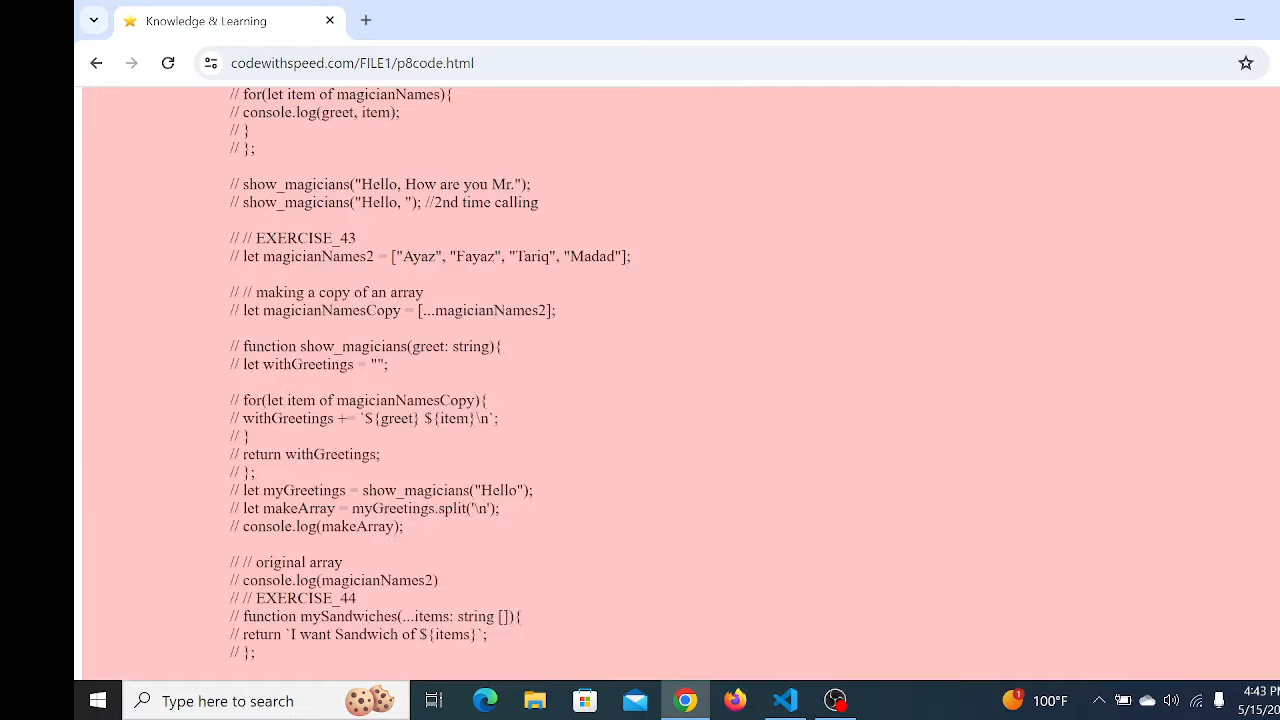 Knowledge & Learning
codewithspeed.com/FILE1/p8code.html
// for(let item of magicianNames){
// console.log(greet, item);
// }
// };
// show_magicians("Hello, How are you Mr.");
// show_magicians("Hello, "); //2nd time calling
// // EXERCISE_43
// let magicianNames2 = ["Ayaz", "Fayaz", "Tariq", "Madad"];
// // making a copy of an array
// let magicianNamesCopy = [...magicianNames2];
// function show_magicians(greet: string){
// let withGreetings = "";
// for(let item of magicianNamesCopy){
// withGreetings += `${greet} ${item}\n`;
// }
// return withGreetings;
// };
// let myGreetings = show_magicians("Hello");
// let makeArray = myGreetings.split('\n');
// console.log(makeArray);
// // original array
// console.log(magicianNames2)
// // EXERCISE_44
// function mySandwiches(...items: string []){
// return `I want Sandwich of ${items}`;
// };
Type here to search
1
100°F
4:43 PM
5/15/20